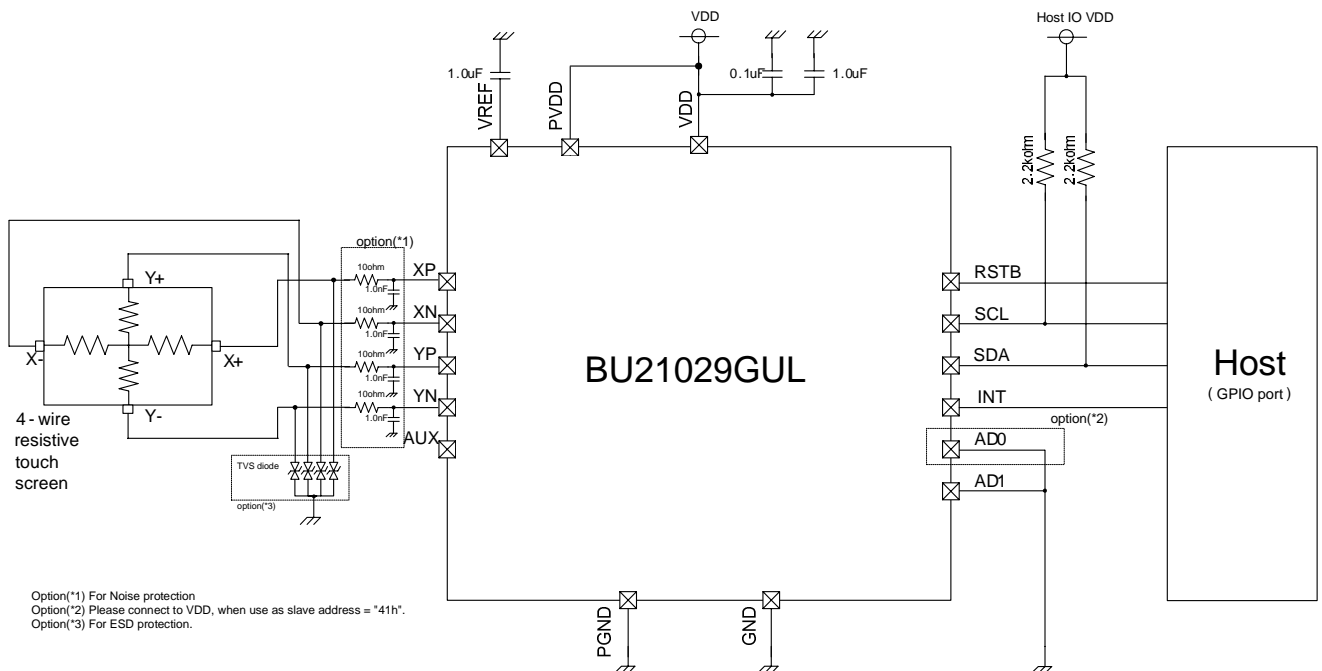 VDD
Host IO VDD
1.0uF
0.1uF
1.0uF
VREF
PVDD
VDD
2.2kohm
2.2kohm
option(*1)
Y+
X-
X+
Y-
4-wire
resistive
touch
screen
10ohm
1.0nF
XP
10ohm
1.0nF
XN
10ohm
1.0nF
YP
10ohm
1.0nF
YN
AUX
TVS diode
option(*3)
BU21029GUL
RSTB
SCL
SDA
INT
option(*2)
AD0
AD1
Host
( GPIO port )
PGND
GND
Option(*1) For Noise protection
Option(*2) Please connect to VDD, when use as slave address = "41h".
Option(*3) For ESD protection.